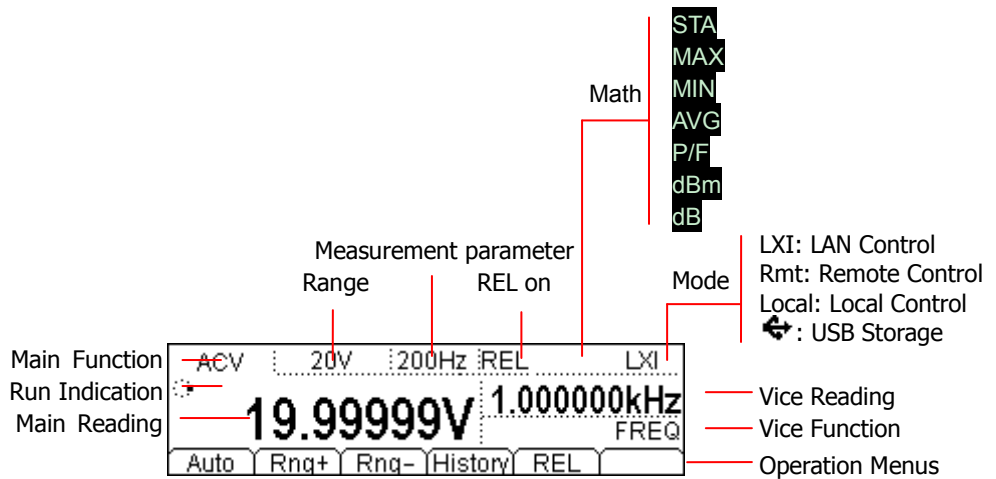 STA
MAX
MIN
Math
AVG
P/F
dBm
dB
Measurement parameter
Range
REL on
Mode
LXI: LAN Control
Rmt: Remote Control
Local: Local Control
: USB Storage
Main Function
Run Indication
Main Reading
ACV 20V 200Hz REL LXI
19.99999V
1.000000kHz
FREQ
Auto Rng+ Rng- History REL
Vice Reading
Vice Function
Operation Menus